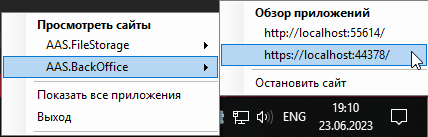 Просмотреть сайты
AAS.FileStorage
AAS.BackOffice
Показать все приложения
Выход
Обзор приложений
http://localhost:55614/
https://localhost:44378/
Остановить сайт
ENG
19:10
23.06.2023